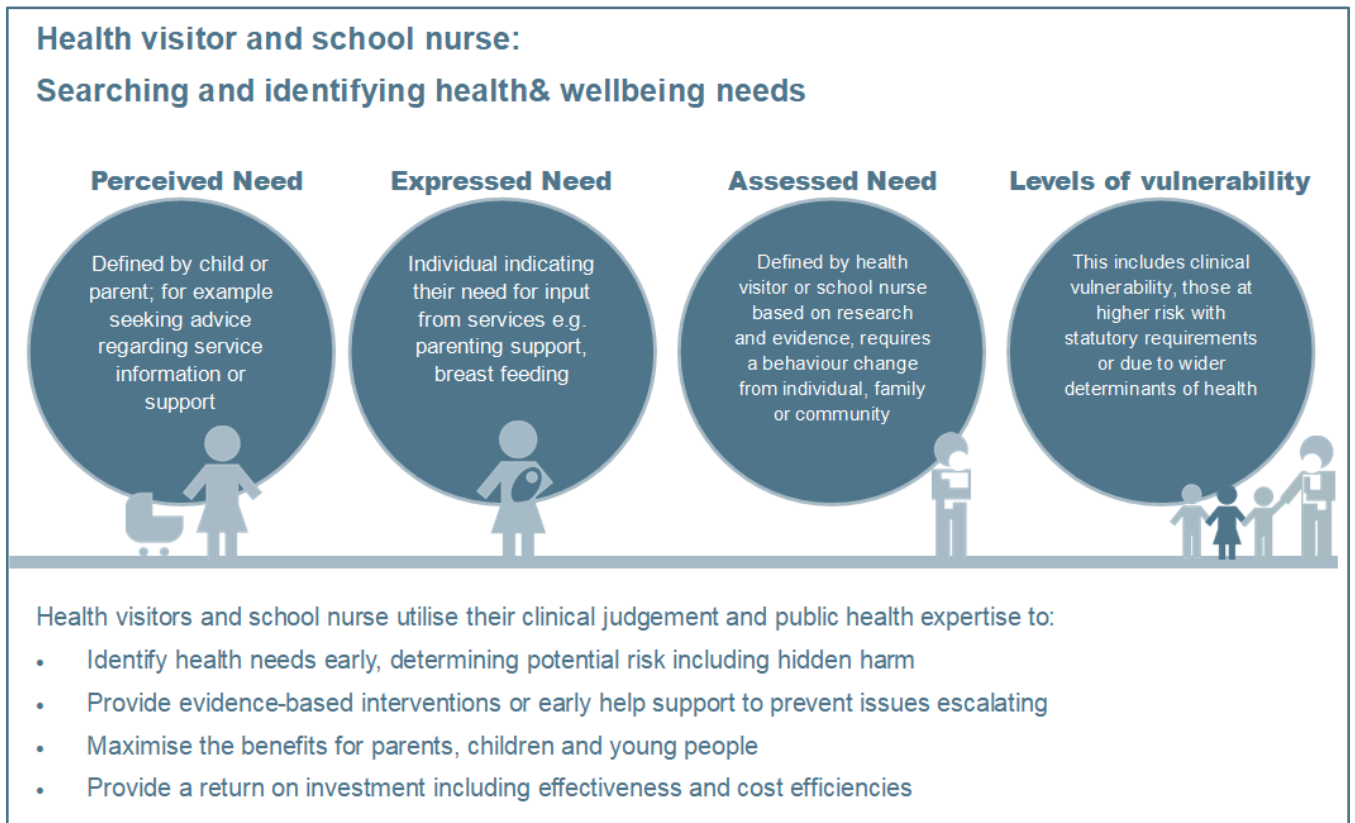 Health visitor and school nurse:
Searching and identifying health& wellbeing needs
Perceived Need
Defined by child or
parent; for example
seeking advice
regarding service
information or
support
Expressed Need
Individual indicating
their need for input
from services e.g.
parenting support,
breast feeding
Assessed Need
Defined by health
visitor or school nurse
based on research
and evidence, requires
a behaviour change
from individual, family
or community
Levels of vulnerability
This includes clinical
vulnerability, those at
higher risk with
statutory requirements
or due to wider
determinants of health
Health visitors and school nurse utilise their clinical judgement and public health expertise to:
• Identify health needs early, determining potential risk including hidden harm
• Provide evidence-based interventions or early help support to prevent issues escalating
• Maximise the benefits for parents, children and young people
• Provide a return on investment including effectiveness and cost efficiencies